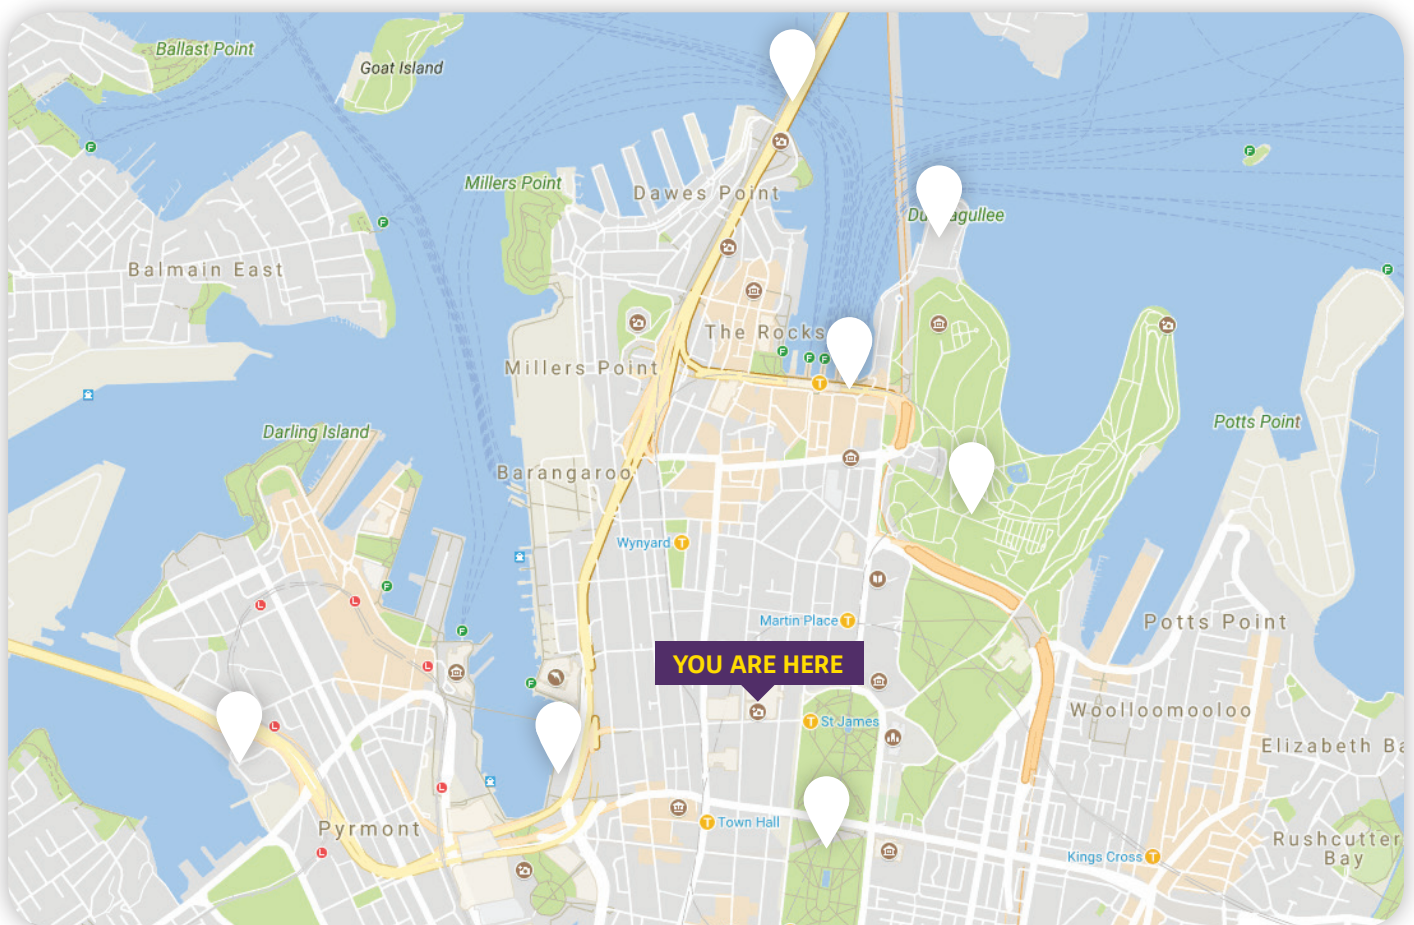 Ballast Point
Goat Island
Millers Point
Dawes Point
Balmain East
The Rocks
Millers Point
Darling Island
Potts Point
Barangaroo
Wynyard
Martin Place
Potts Point
YOU ARE HERE
St James
Woolloomooloo
Elizabeth Ba
Pyrmont
Town Hall
Rushcutter
Bay
Kings Cross